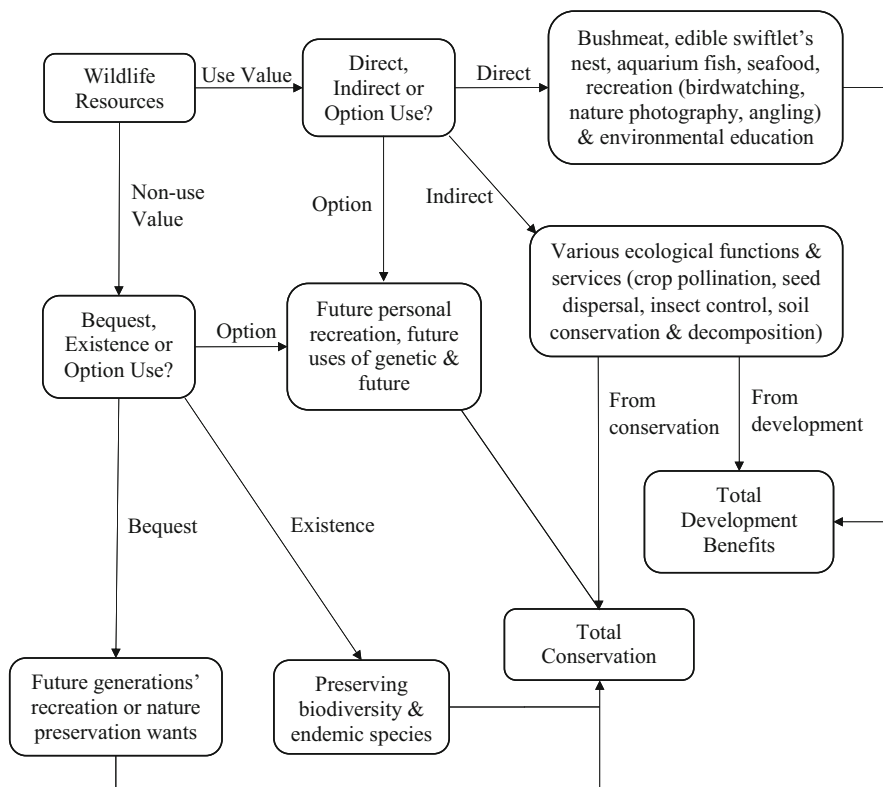 Wildlife
Resources
Use Value
Direct,
Indirect or
Option Use?
Direct
Bushmeat, edible swiftlet's
nest, aquarium fish, seafood,
recreation (birdwatching,
nature photography, angling)
& environmental education
Non-use
Value
Option
Indirect
Various ecological functions &
services (crop pollination, seed
dispersal, insect control, soil
conservation & decomposition)
Bequest,
Existence or
Option Use?
Option
Future personal
recreation, future
uses of genetic &
future
From
conservation
From
development
Total
Development
Benefits
Bequest
Existence
Total
Conservation
Future generations'
recreation or nature
preservation wants
Preserving
biodiversity &
endemic species